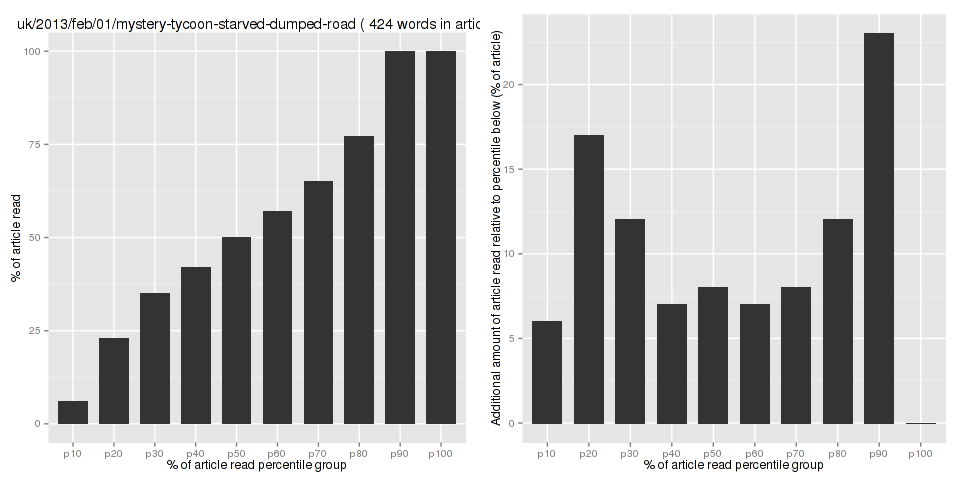 uk/2013/feb/01/mystery-tycoon-starved-dumped-road ( 424 words in artic
100
75
50
25
0
% of article read
p10 p20 p30 p40 p50 p60 p70 p80 p90 p100
% of article read percentile group
20
15
10
5
0
Additional amount of article read relative to percentile below (% of article)
p10 p20 p30 p40 p50 p60 p70 p80 p90 p100
% of article read percentile group